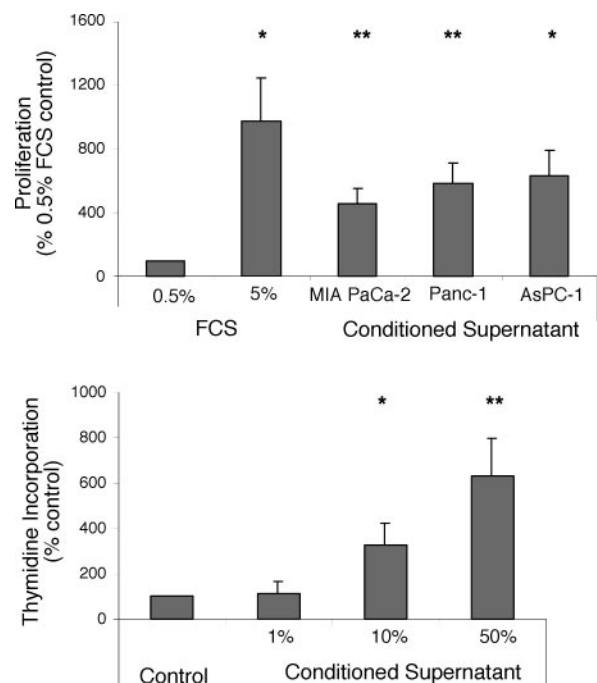 1600
1200
800
400
0
Proliferation
(% 0.5% FCS control)
* ** ** *
0.5% 5% MIA PaCa-2 Panc-1 AsPC-1
FCS Conditioned Supernatant
1000
800
600
400
200
0
Thymidine Incorporation
(% control)
* **
1% 10% 50%
Control Conditioned Supernatant